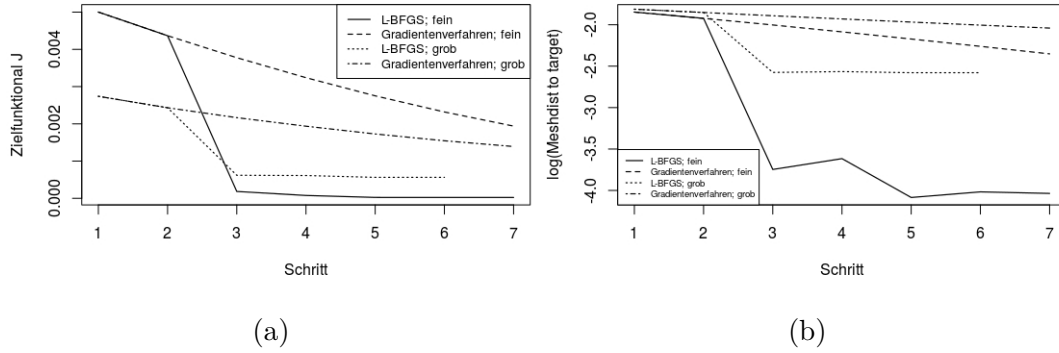 Zielfunktional J
0.000
0.002
0.004
L-BFGS; fein
Gradientenverfahren; fein
L-BFGS; grob
Gradientenverfahren; grob
1 2 3 4 5 6 7
Schritt
(a)
log(Meshdist to target)
-4.0
-3.5
-3.0
-2.5
-2.0
L-BFGS; fein
Gradientenverfahren; fein
L-BFGS; grob
Gradientenverfahren; grob
1 2 3 4 5 6 7
Schritt
(b)